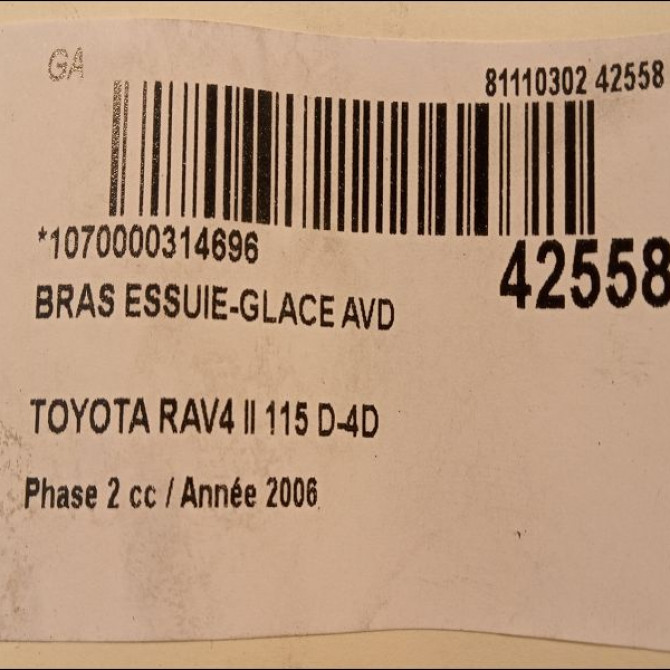 GA
81110302 42558
*1070000314696
42558
BRAS ESSUIE-GLACE AVD
TOYOTA RAV4 II 115 D-4D
Phase 2 cc / Année 2006